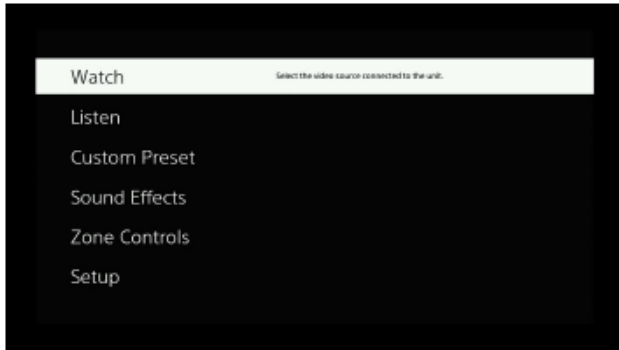 Watch Select the video source connected to the unit.
Listen
Custom Preset
Sound Effects
Zone Controls
Setup